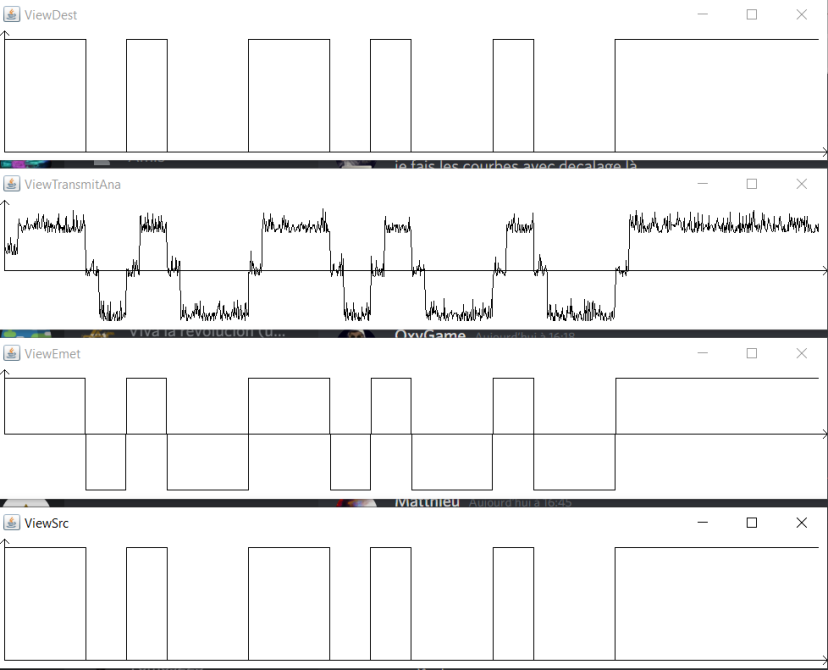 ViewDest
je fais les courbes avec decalage là
ViewTransmitAna
Viva la revolución (u...
OxyGame Aujourd'hui à 16:18
ViewEmet
Matthieu Aujourd'hui à 16:45
ViewSrc